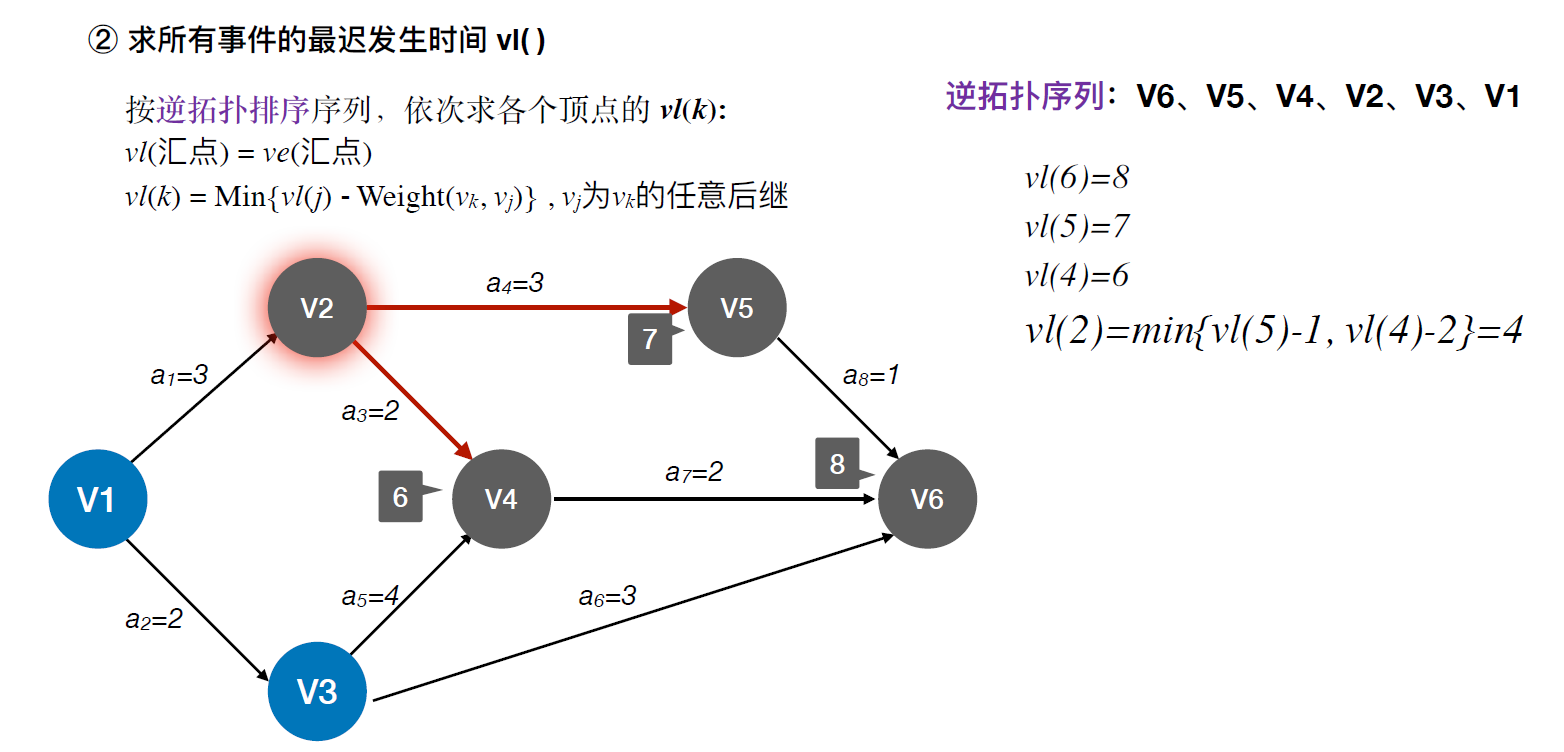 ② 求所有事件的最迟发生时间 vl( )
按逆拓扑排序序列，依次求各个顶点的 vl(k):
vl(汇点) = ve(汇点)
vl(k) = Min{vl(j) - Weight(vk, vj)} , vj为vk的任意后继
逆拓扑序列：V6、V5、V4、V2、V3、V1
vl(6)=8
vl(5)=7
vl(4)=6
vl(2)=min{vl(5)-1, vl(4)-2}=4
V2
a4=3
V5
7
a1=3
a3=2
a8=1
V1
6
V4
a7=2
8
V6
a2=2
a5=4
a6=3
V3